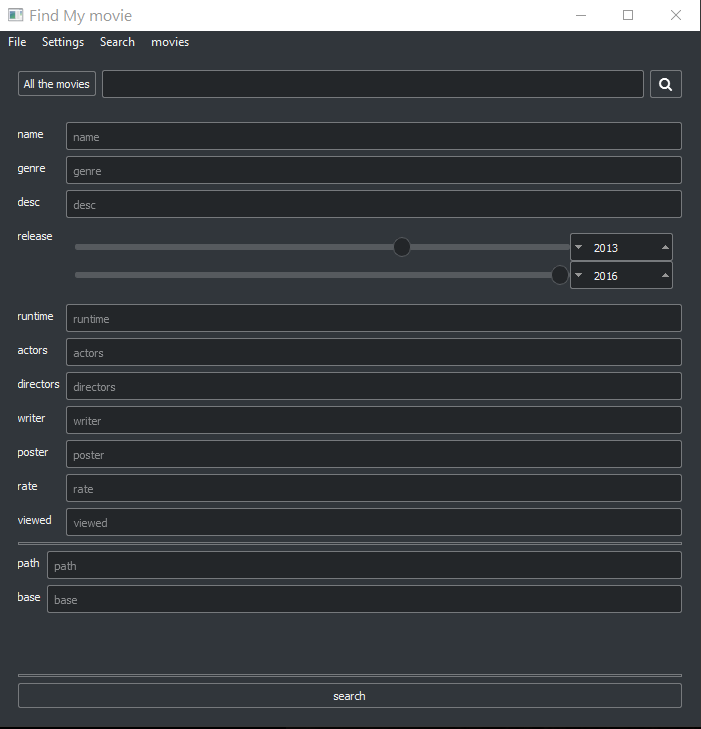 Find My movie
File Settings Search movies
All the movies
name name
genre genre
desc desc
release 2013
2016
runtime runtime
actors actors
directors directors
writer writer
poster poster
rate rate
viewed viewed
path path
base base
search